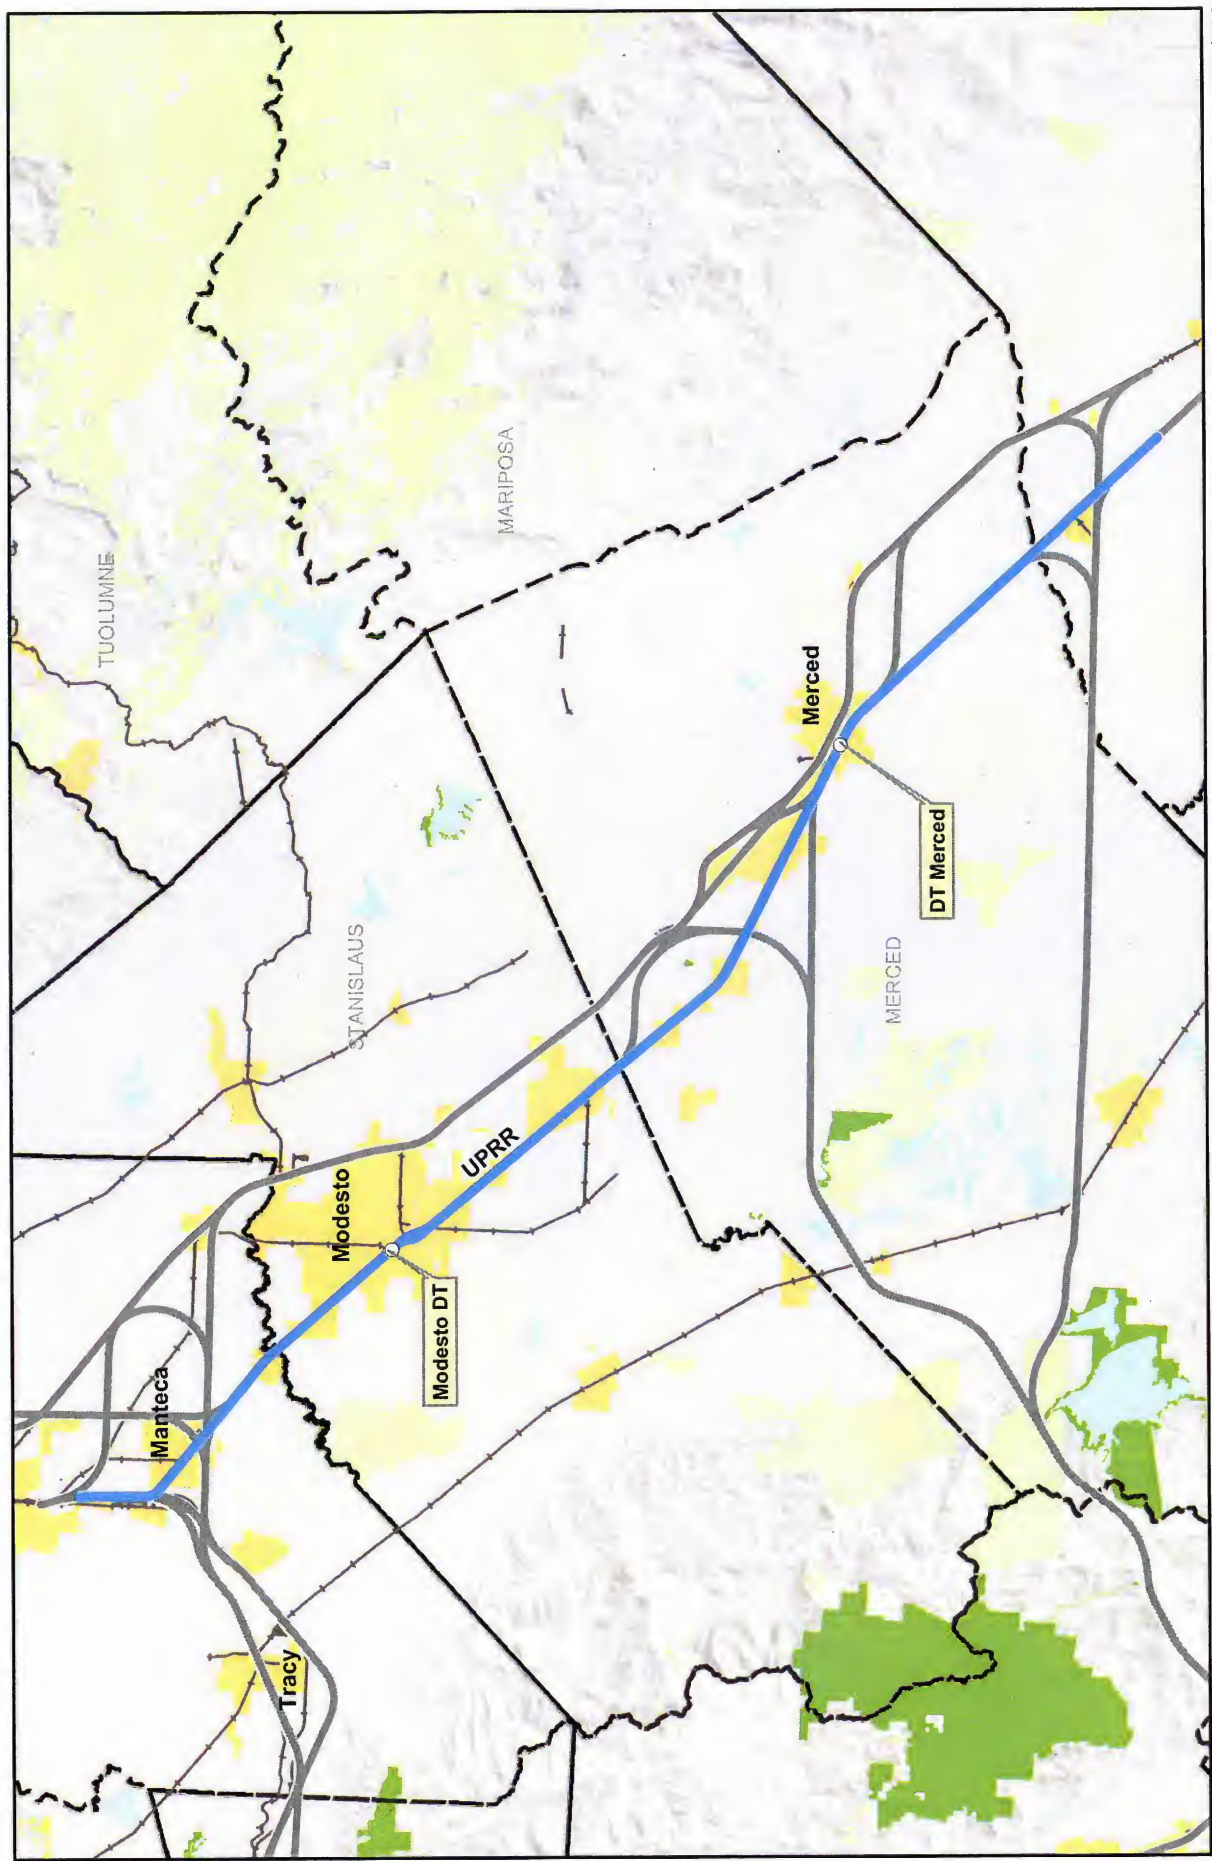 TUOLUMNE
MARIPOSA
STANISLAUS
MERCED
Manteca
Tracy
Modesto
Modesto DT
UPRR
Merced
DT Merced